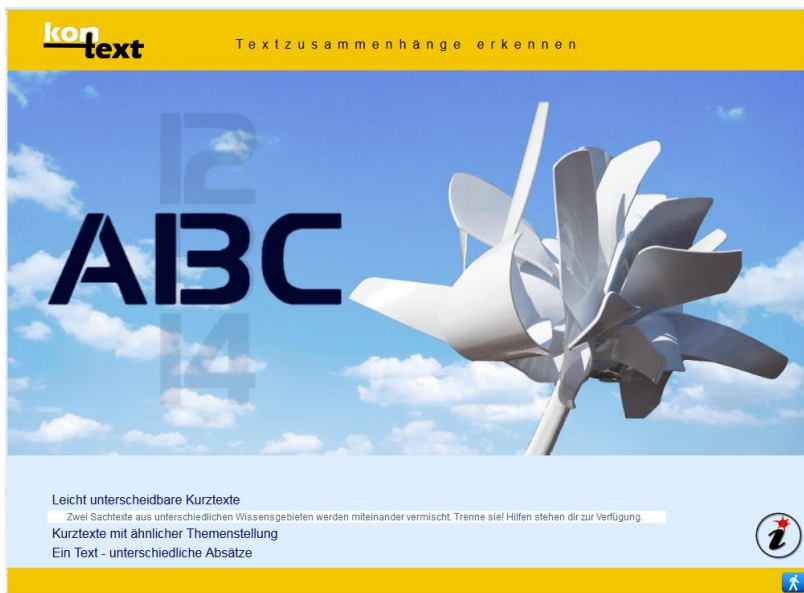 kon
text
Textzusammenhänge erkennen
12
ABC
14
Leicht unterscheidbare Kurztexte
Zwei Sachtexte aus unterschiedlichen Wissensgebieten werden miteinander vermischt. Trenne sie! Hilfen stehen dir zur Verfügung.
Kurztexte mit ähnlicher Themenstellung
Ein Text - unterschiedliche Absätze
i